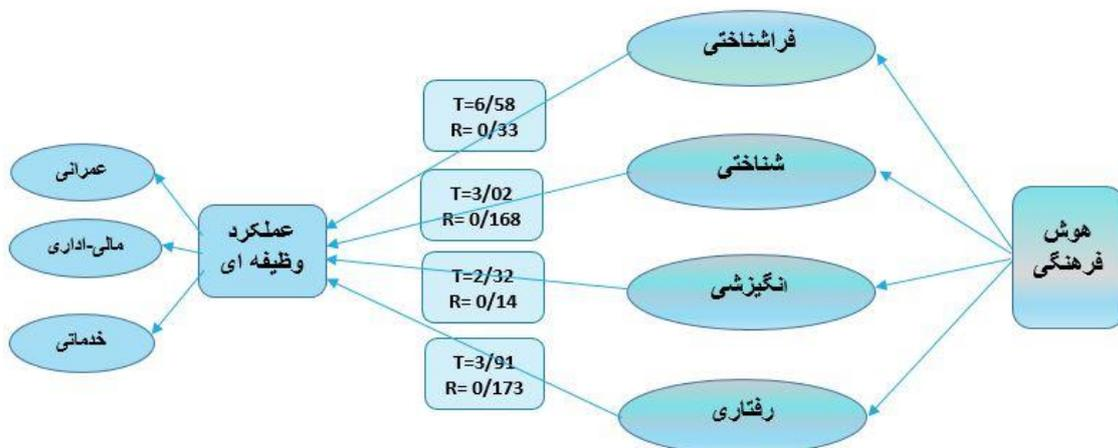 هوش
فرهنگی
فراشناختی
شناختی
انگیزشی
رفتاری
T=6/58
R= 0/33
T=3/02
R= 0/168
T=2/32
R= 0/14
T=3/91
R= 0/173
عملکرد
وظیفه ای
عمرانی
مالی-اداری
خدماتی